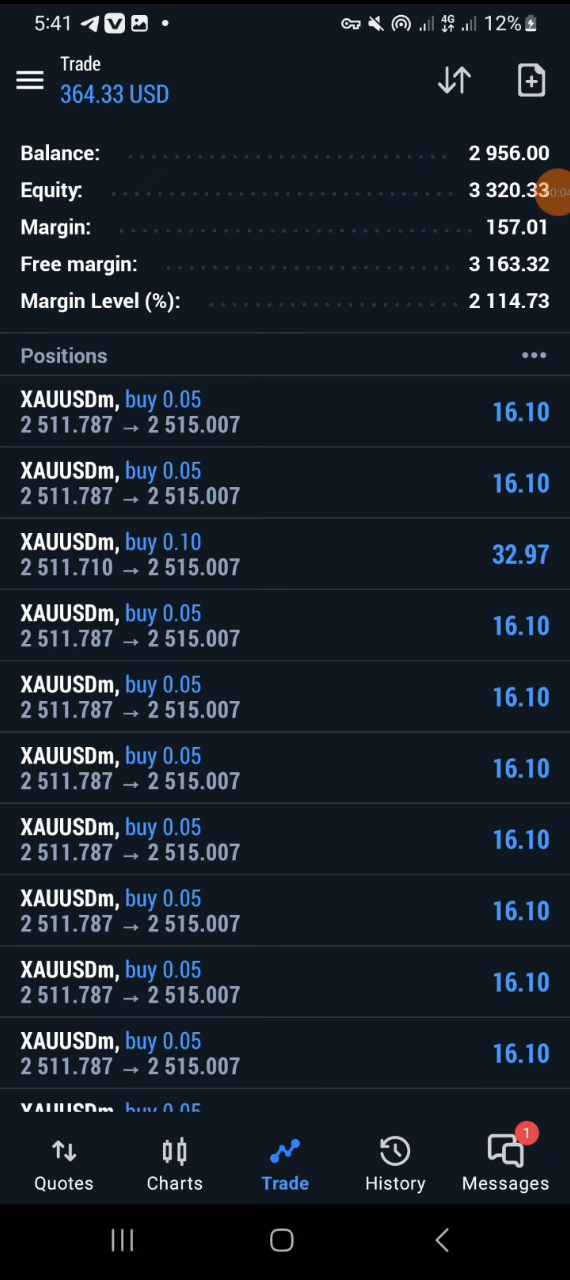 5:41 4G 12%
Trade
364.33 USD
Balance: 2 956.00
Equity: 3 320.33
Margin: 157.01
Free margin: 3 163.32
Margin Level (%): 2 114.73
Positions
XAUUSDm, buy 0.05
2 511.787 → 2 515.007 16.10
XAUUSDm, buy 0.05
2 511.787 → 2 515.007 16.10
XAUUSDm, buy 0.10
2 511.710 → 2 515.007 32.97
XAUUSDm, buy 0.05
2 511.787 → 2 515.007 16.10
XAUUSDm, buy 0.05
2 511.787 → 2 515.007 16.10
XAUUSDm, buy 0.05
2 511.787 → 2 515.007 16.10
XAUUSDm, buy 0.05
2 511.787 → 2 515.007 16.10
XAUUSDm, buy 0.05
2 511.787 → 2 515.007 16.10
XAUUSDm, buy 0.05
2 511.787 → 2 515.007 16.10
XAUUSDm, buy 0.05
2 511.787 → 2 515.007 16.10
XAUUSDm, buy 0.05
1
Quotes Charts Trade History Messages